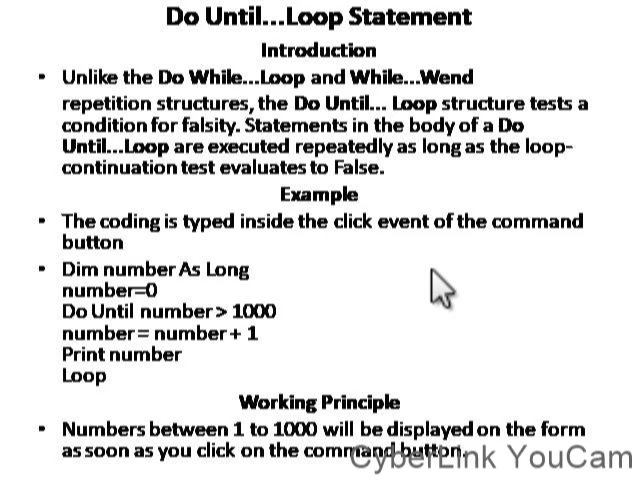 Do Until...Loop Statement
Introduction
• Unlike the Do While...Loop and While...Wend
repetition structures, the Do Until... Loop structure tests a
condition for falsity. Statements in the body of a Do
Until...Loop are executed repeatedly as long as the loop-
continuation test evaluates to False.
Example
• The coding is typed inside the click event of the command
button
• Dim number As Long
number=0
Do Until number > 1000
number = number + 1
Print number
Loop
Working Principle
• Numbers between 1 to 1000 will be displayed on the form
as soon as you click on the command button.
CyberLink YouCam